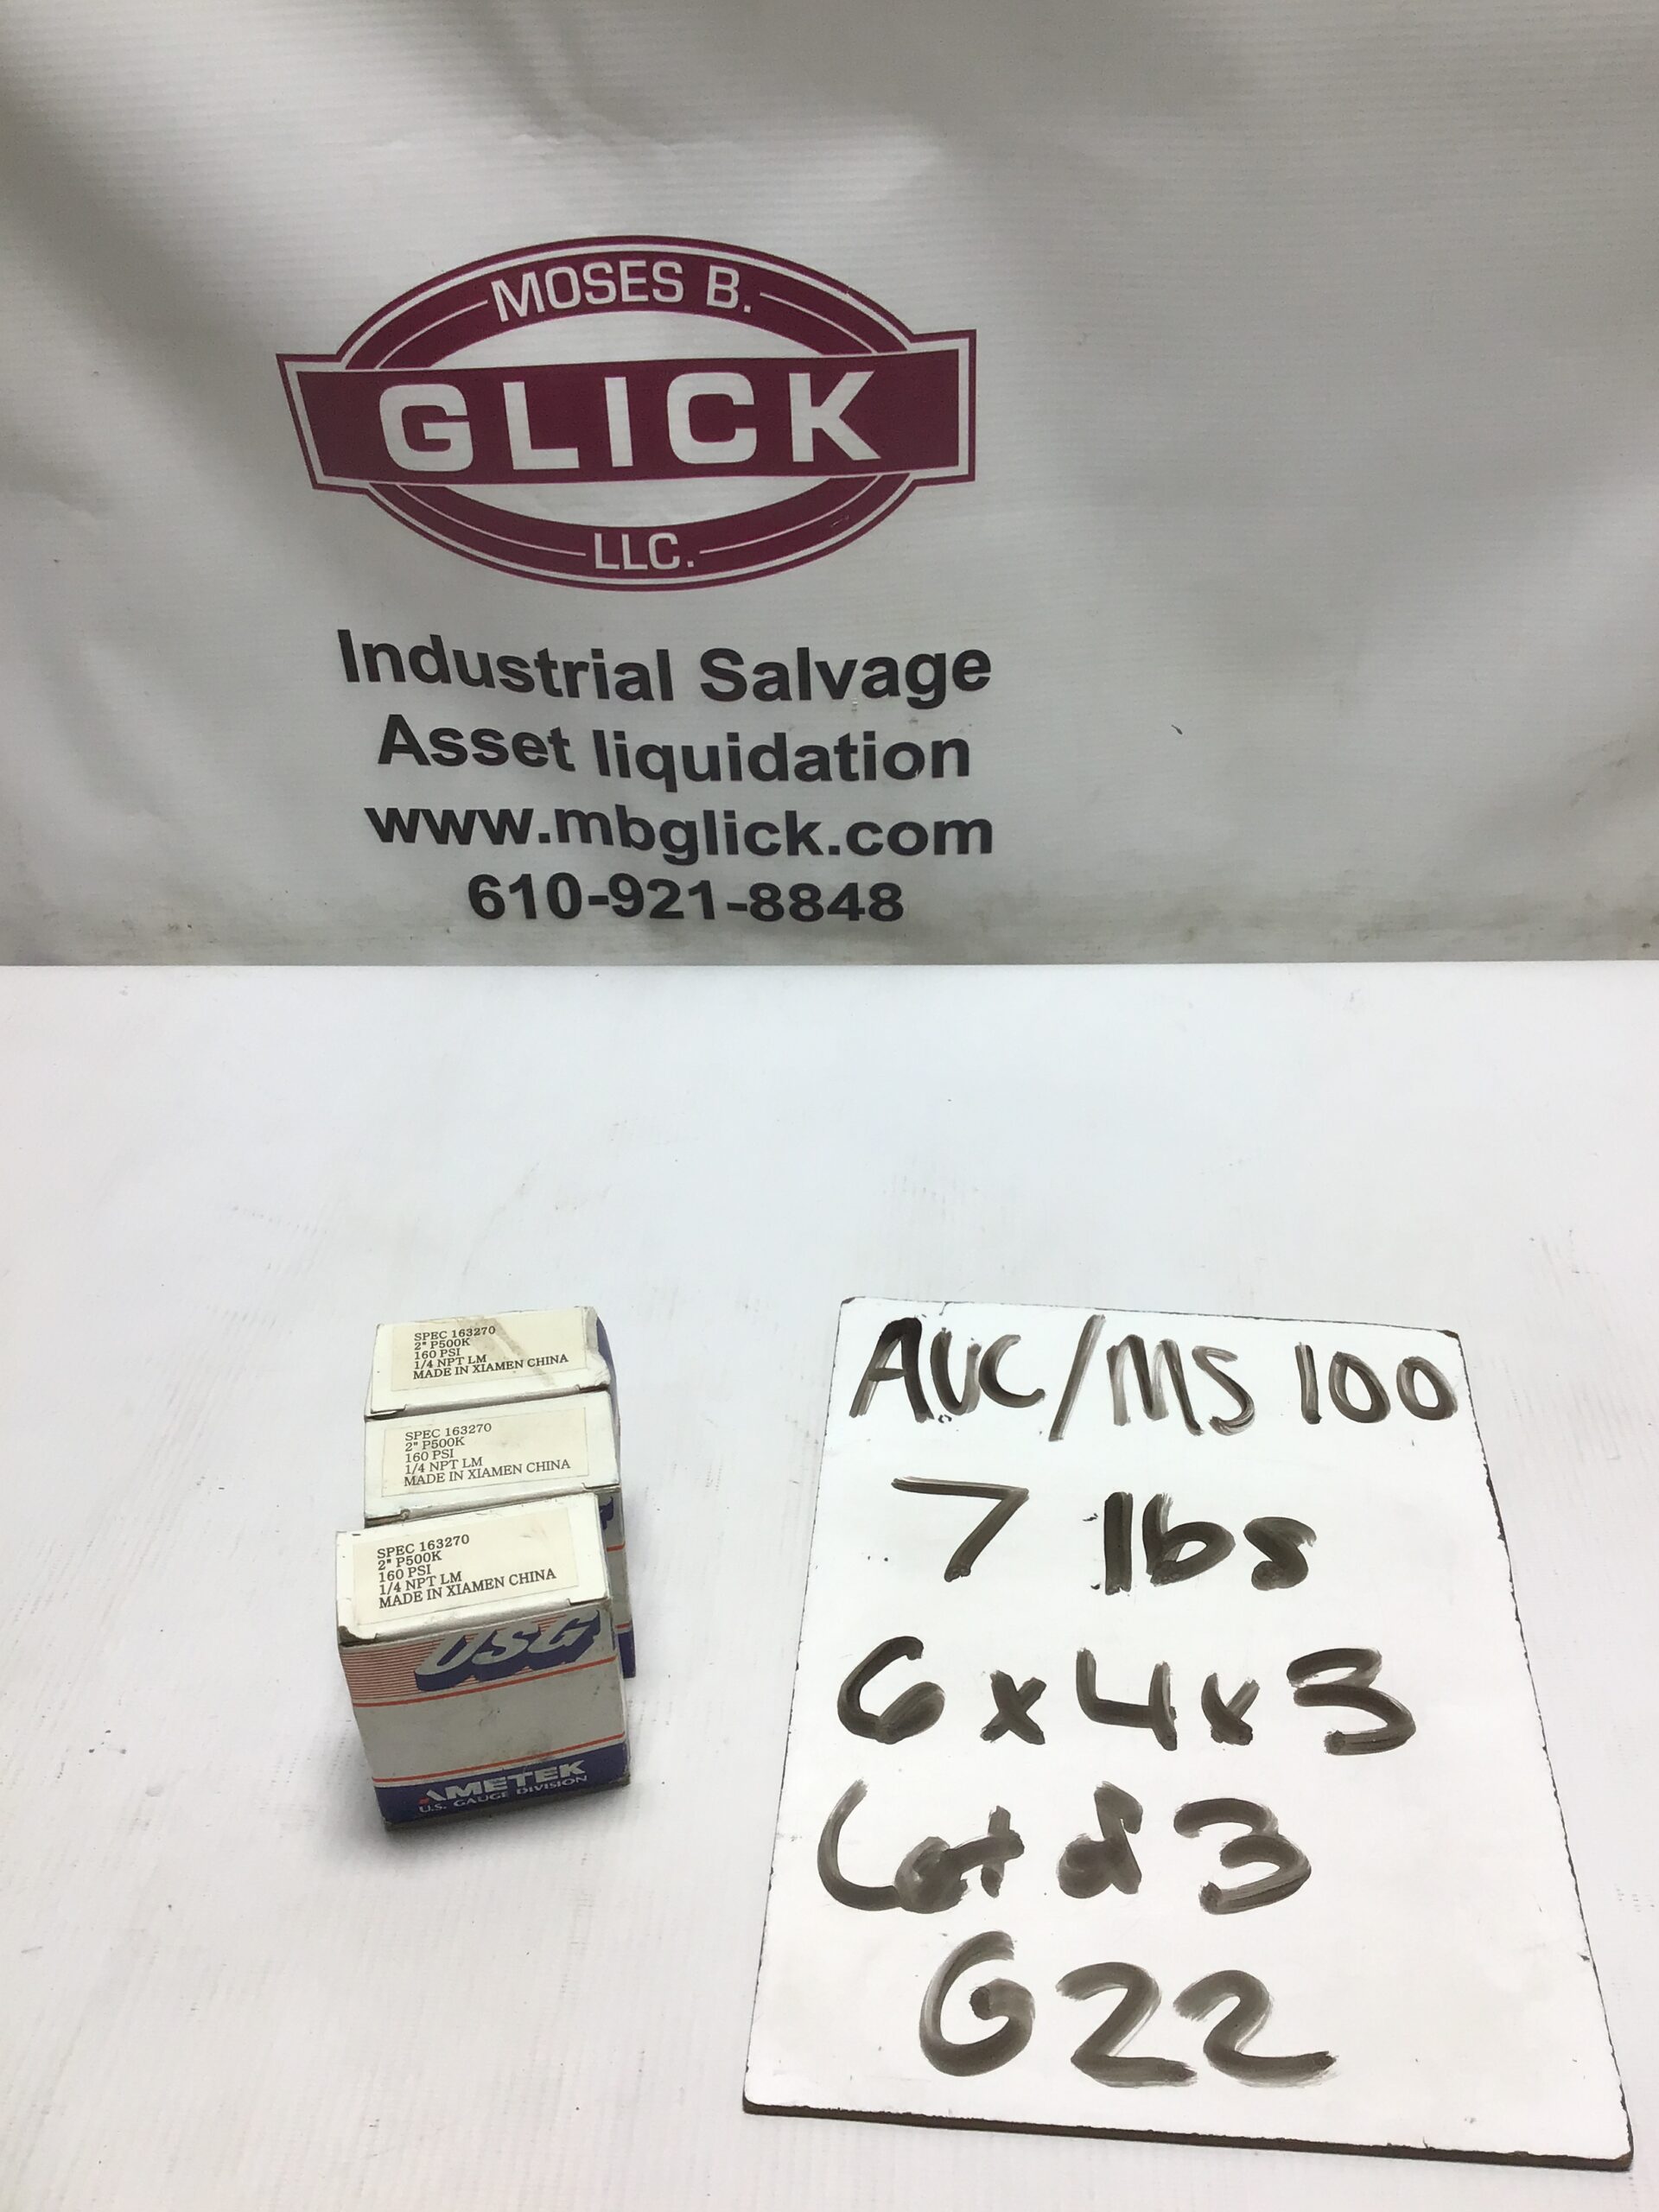 MOSES B.
GLICK
LLC.
Industrial Salvage
Asset liquidation
www.mbglick.com
610-921-8848
SPEC 163270
2" P500K
160 PSI
1/4 NPT LM
MADE IN XIAMEN CHINA
SPEC 163270
2" P500K
160 PSI
1/4 NPT LM
MADE IN XIAMEN CHINA
SPEC 163270
2" P500K
160 PSI
1/4 NPT LM
MADE IN XIAMEN CHINA
USG
AMETEK
U.S. GAUGE DIVISION
AUC/MS 100
7 lbs
6x4x3
Lot of 3
G22